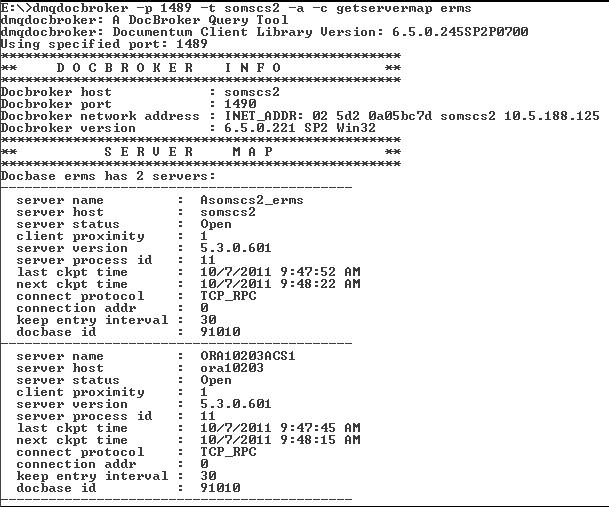 E:\>dmqdocbroker -p 1489 -t somscs2 -a -c getservermap erms
dmqdocbroker: A DocBroker Query Tool
dmqdocbroker: Documentum Client Library Version: 6.5.0.245SP2P0700
Using specified port: 1489
**************************************************
**     D O C B R O K E R    I N F O             **
**************************************************
Docbroker host            : somscs2
Docbroker port            : 1490
Docbroker network address : INET_ADDR: 02 5d2 0a05bc7d somscs2 10.5.188.125
Docbroker version         : 6.5.0.221 SP2 Win32
**************************************************
**           S E R V E R     M A P              **
**************************************************
Docbase erms has 2 servers:
--------------------------------------------
  server name         :  Asomscs2_erms
  server host         :  somscs2
  server status       :  Open
  client proximity    :  1
  server version      :  5.3.0.601
  server process id   :  11
  last ckpt time      :  10/7/2011 9:47:52 AM
  next ckpt time      :  10/7/2011 9:48:22 AM
  connect protocol    :  TCP_RPC
  connection addr     :  0
  keep entry interval :  30
  docbase id          :  91010
--------------------------------------------
  server name         :  ORA10203ACS1
  server host         :  ora10203
  server status       :  Open
  client proximity    :  1
  server version      :  5.3.0.601
  server process id   :  11
  last ckpt time      :  10/7/2011 9:47:45 AM
  next ckpt time      :  10/7/2011 9:48:15 AM
  connect protocol    :  TCP_RPC
  connection addr     :  0
  keep entry interval :  30
  docbase id          :  91010
--------------------------------------------